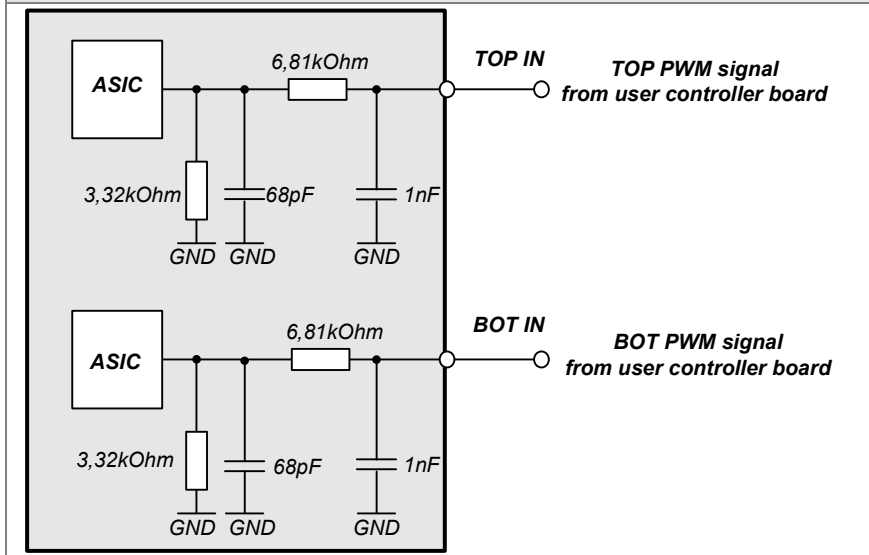 6,81kOhm
TOP IN
TOP PWM signal
from user controller board
ASIC
3,32kOhm
68pF
1nF
GND
GND
GND
6,81kOhm
BOT IN
BOT PWM signal
from user controller board
ASIC
3,32kOhm
68pF
1nF
GND
GND
GND